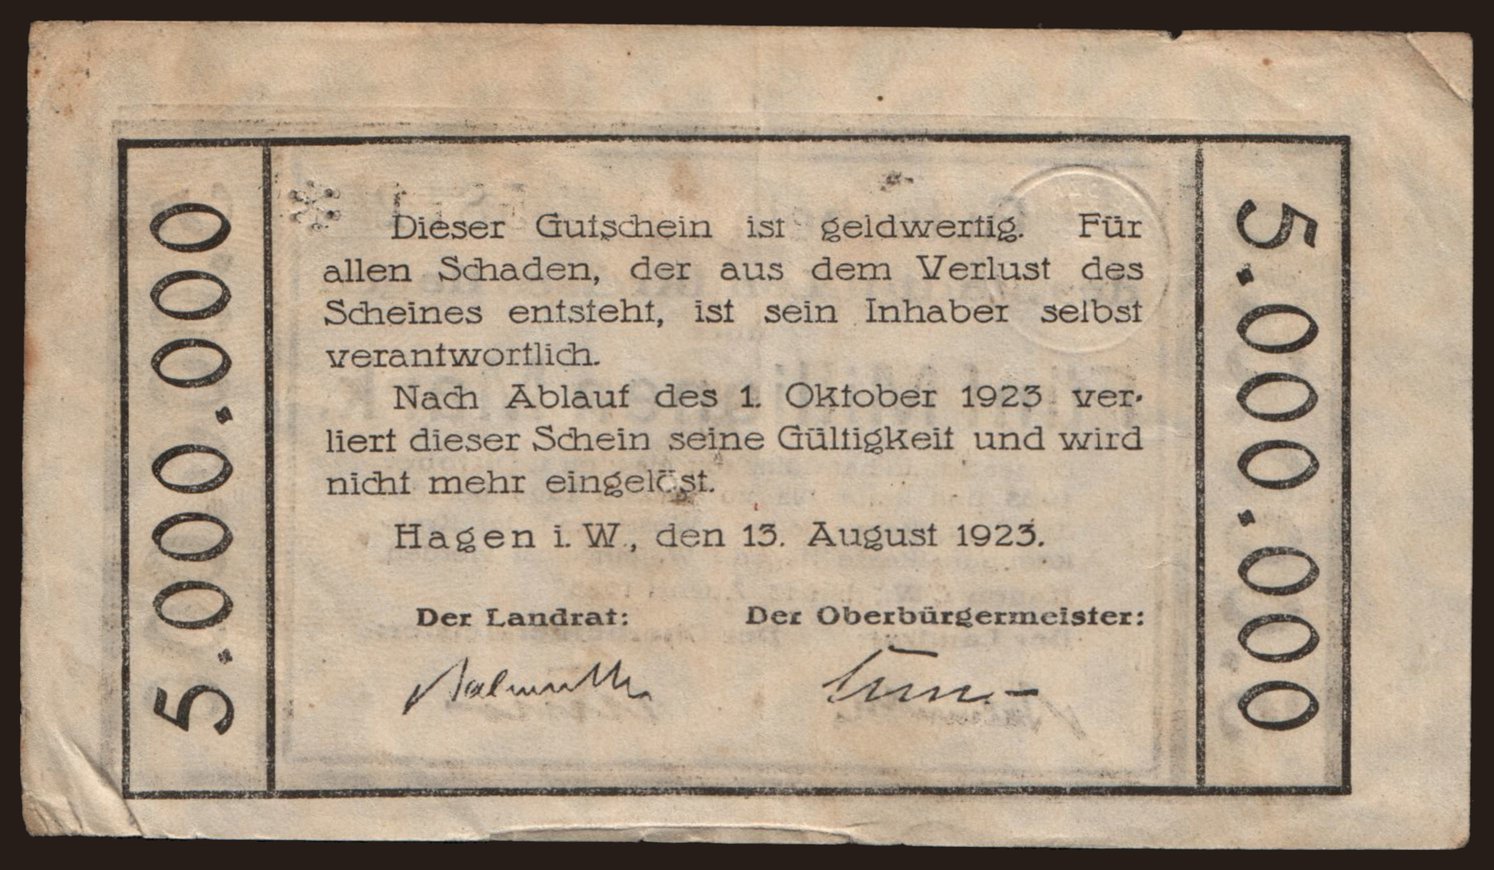 5.000.000
Dieser Gutschein ist geldwertig. Für
allen Schaden, der aus dem Verlust des
Scheines entsteht, ist sein Inhaber selbst
verantwortlich.
Nach Ablauf des 1. Oktober 1923 ver-
liert dieser Schein seine Gültigkeit und wird
nicht mehr eingelöst.
Hagen i. W., den 13. August 1923.
Der Landrat: Der Oberbürgermeister:
5.000.000